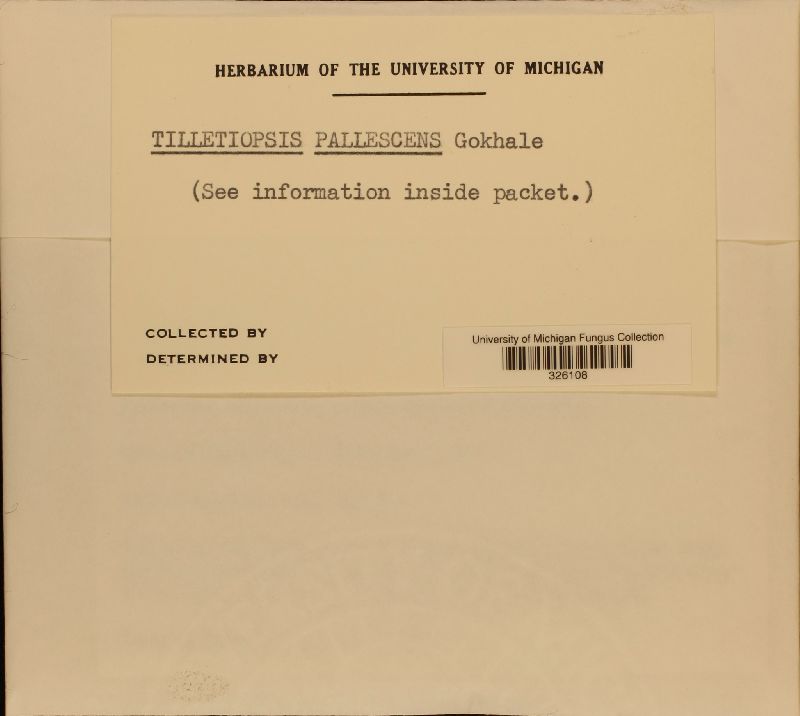 HERBARIUM OF THE UNIVERSITY OF MICHIGAN
TILLETIOPSIS PALLESCENS Gokhale
(See information inside packet.)
COLLECTED BY
DETERMINED BY
University of Michigan Fungus Collection
326108